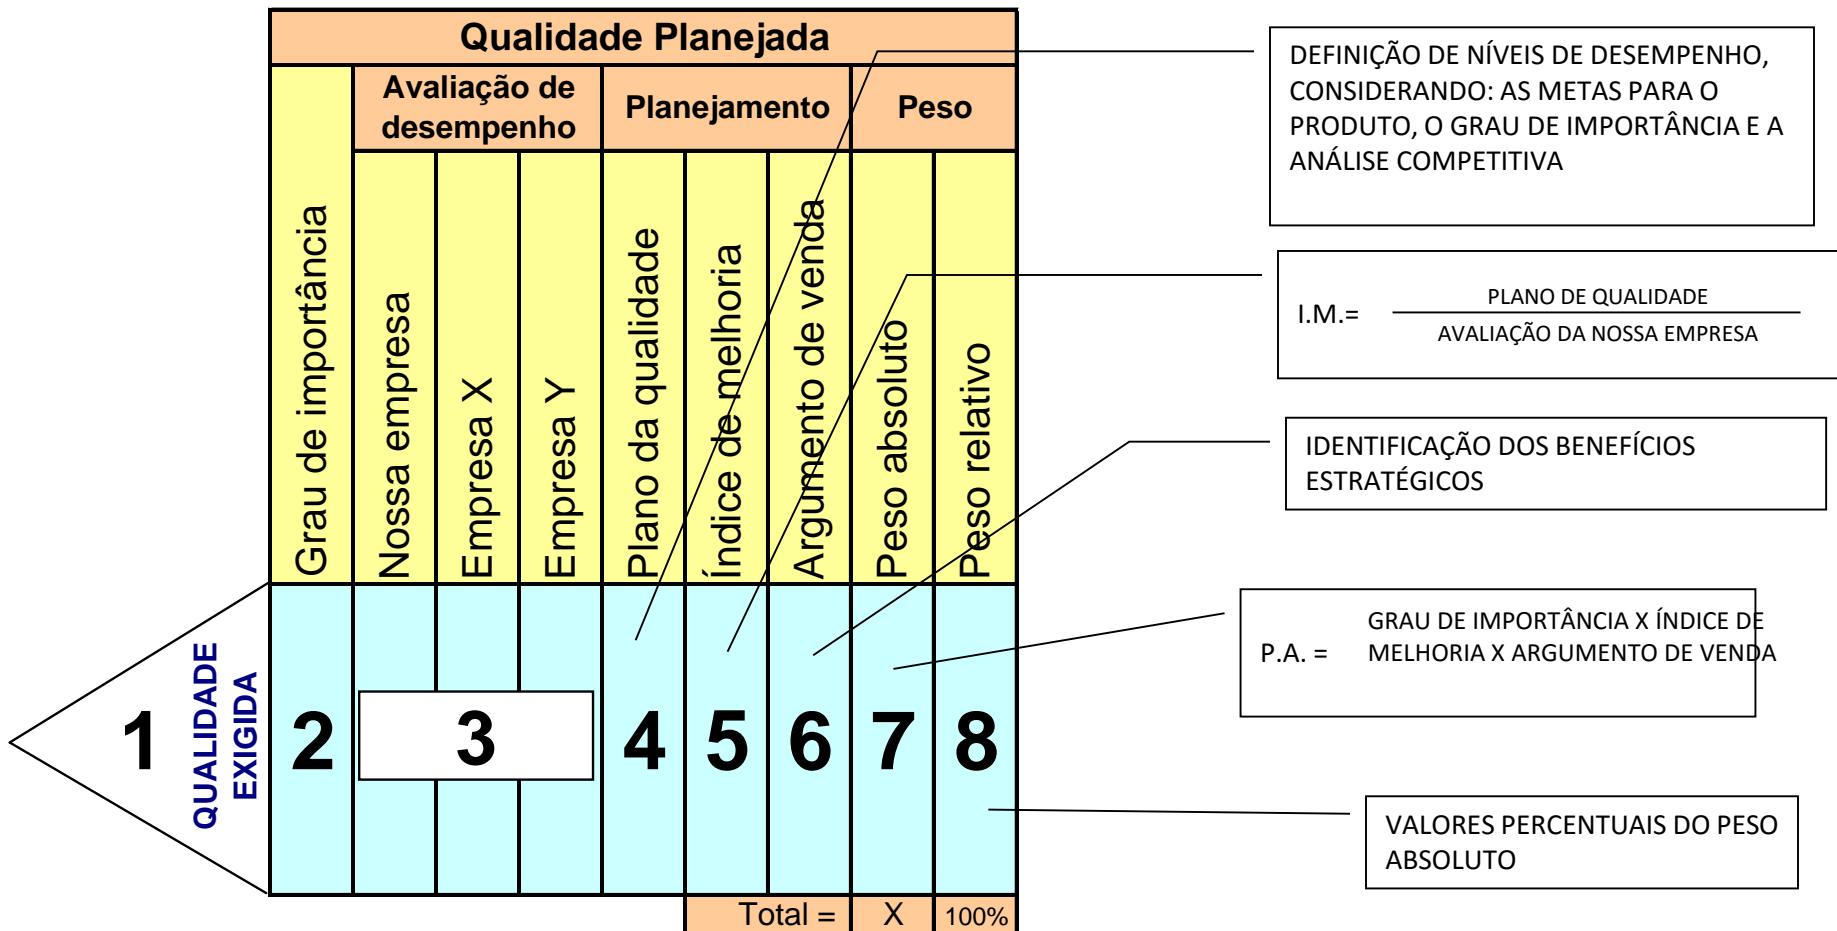 Qualidade Planejada
Avaliação de
desempenho
Planejamento
Peso
Grau de importância
Nossa empresa
Empresa X
Empresa Y
Plano da qualidade
Índice de melhoria
Argumento de venda
Peso absoluto
Peso relativo
1
QUALIDADE
EXIGIDA
2
3
4
5
6
7
8
Total =
X
100%
DEFINIÇÃO DE NÍVEIS DE DESEMPENHO,
CONSIDERANDO: AS METAS PARA O
PRODUTO, O GRAU DE IMPORTÂNCIA E A
ANÁLISE COMPETITIVA
I.M.=
PLANO DE QUALIDADE
AVALIAÇÃO DA NOSSA EMPRESA
IDENTIFICAÇÃO DOS BENEFÍCIOS
ESTRATÉGICOS
P.A. =
GRAU DE IMPORTÂNCIA X ÍNDICE DE
MELHORIA X ARGUMENTO DE VENDA
VALORES PERCENTUAIS DO PESO
ABSOLUTO